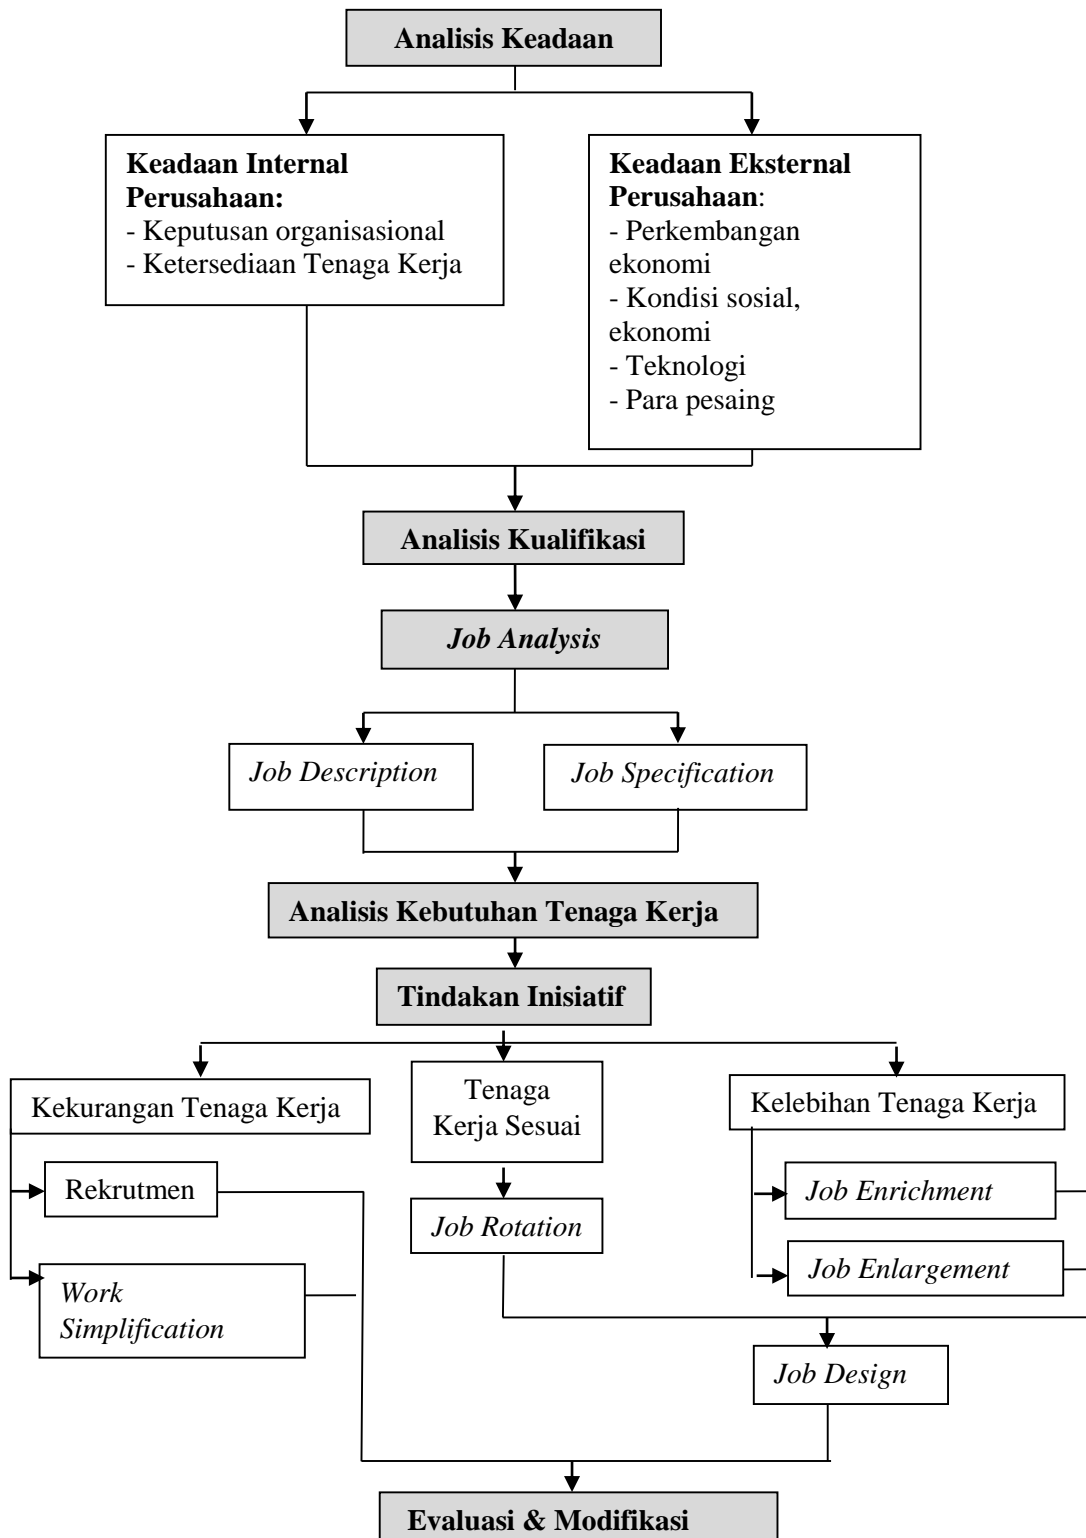 Analisis Keadaan
Keadaan Internal
Perusahaan:
- Keputusan organisasional
- Ketersediaan Tenaga Kerja
Keadaan Eksternal
Perusahaan:
- Perkembangan
ekonomi
- Kondisi sosial,
ekonomi
- Teknologi
- Para pesaing
Analisis Kualifikasi
Job Analysis
Job Description
Job Specification
Analisis Kebutuhan Tenaga Kerja
Tindakan Inisiatif
Kekurangan Tenaga Kerja
Tenaga
Kerja Sesuai
Kelebihan Tenaga Kerja
Rekrutmen
Job Rotation
Job Enrichment
Work
Simplification
Job Enlargement
Job Design
Evaluasi & Modifikasi